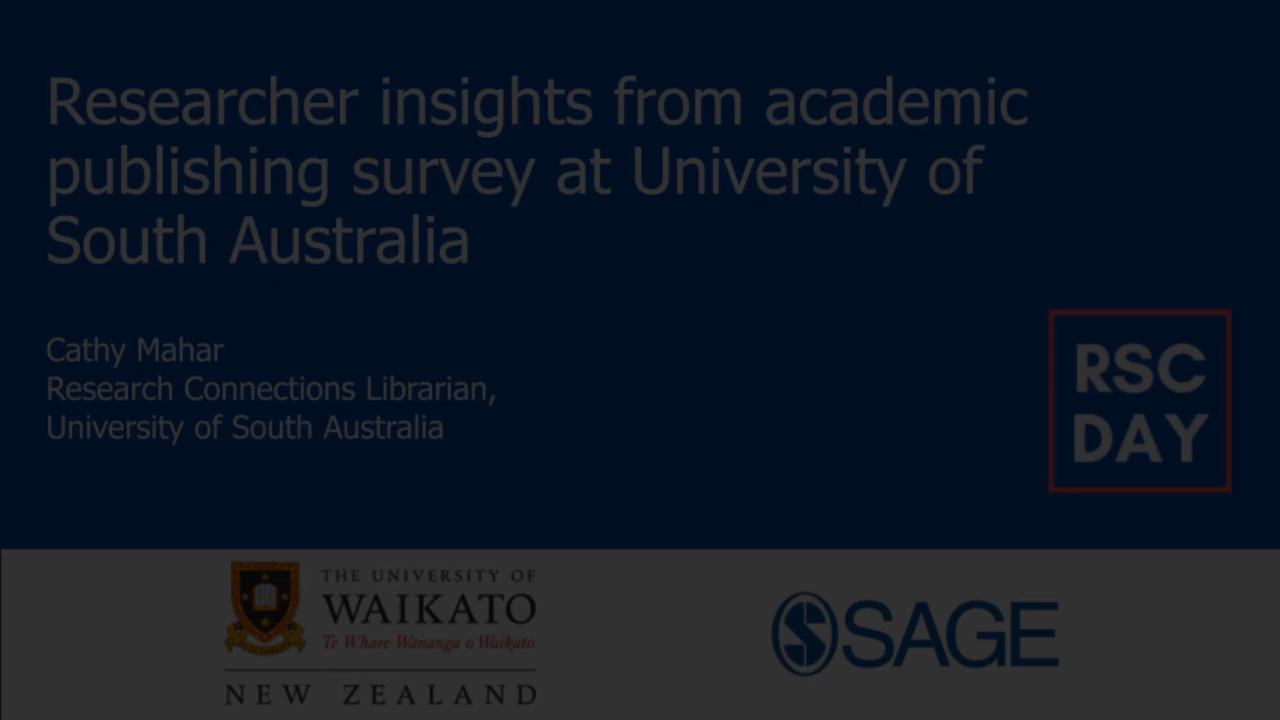 Researcher insights from academic
publishing survey at University of
South Australia
Cathy Mahar
Research Connections Librarian,
University of South Australia
RSC
DAY
THE UNIVERSITY OF
WAIKATO
Te Whare Wānanga o Waikato
NEW ZEALAND
SAGE